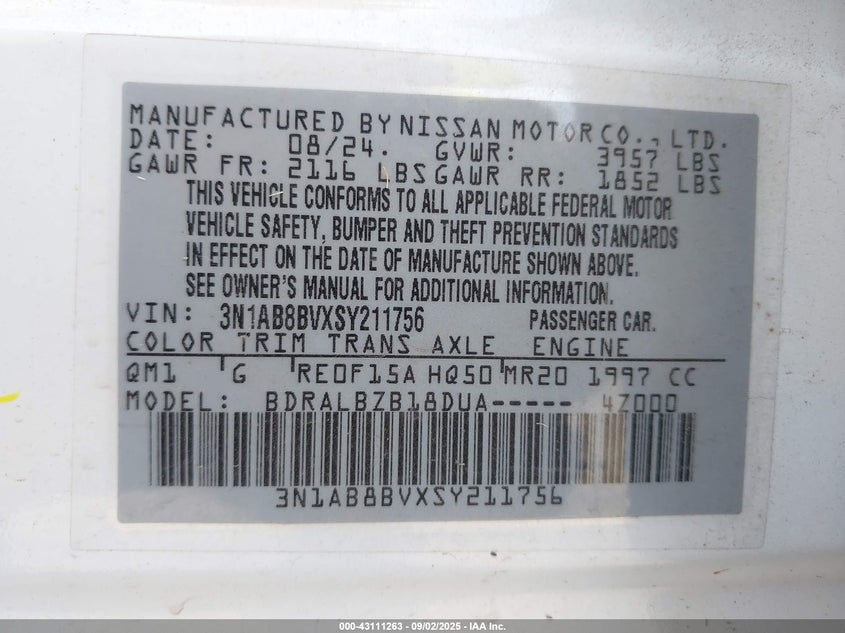 MANUFACTURED BY NISSAN MOTOR CO., LTD.
DATE: 08/24. GVWR: 3957 LBS
GAWR FR: 2116 LBS GAWR RR: 1852 LBS
THIS VEHICLE CONFORMS TO ALL APPLICABLE FEDERAL MOTOR
VEHICLE SAFETY, BUMPER AND THEFT PREVENTION STANDARDS
IN EFFECT ON THE DATE OF MANUFACTURE SHOWN ABOVE.
SEE OWNER'S MANUAL FOR ADDITIONAL INFORMATION.
VIN: 3N1AB8BVXSY211756 PASSENGER CAR.
COLOR TRIM TRANS AXLE ENGINE
QM1 G RE0F15A HQ50 MR20 1997 CC
MODEL: BDRALBZB18DUA----- 4Z000
3N1AB8BVXSY211756
000-43111263 - 09/02/2025 - IAA Inc.